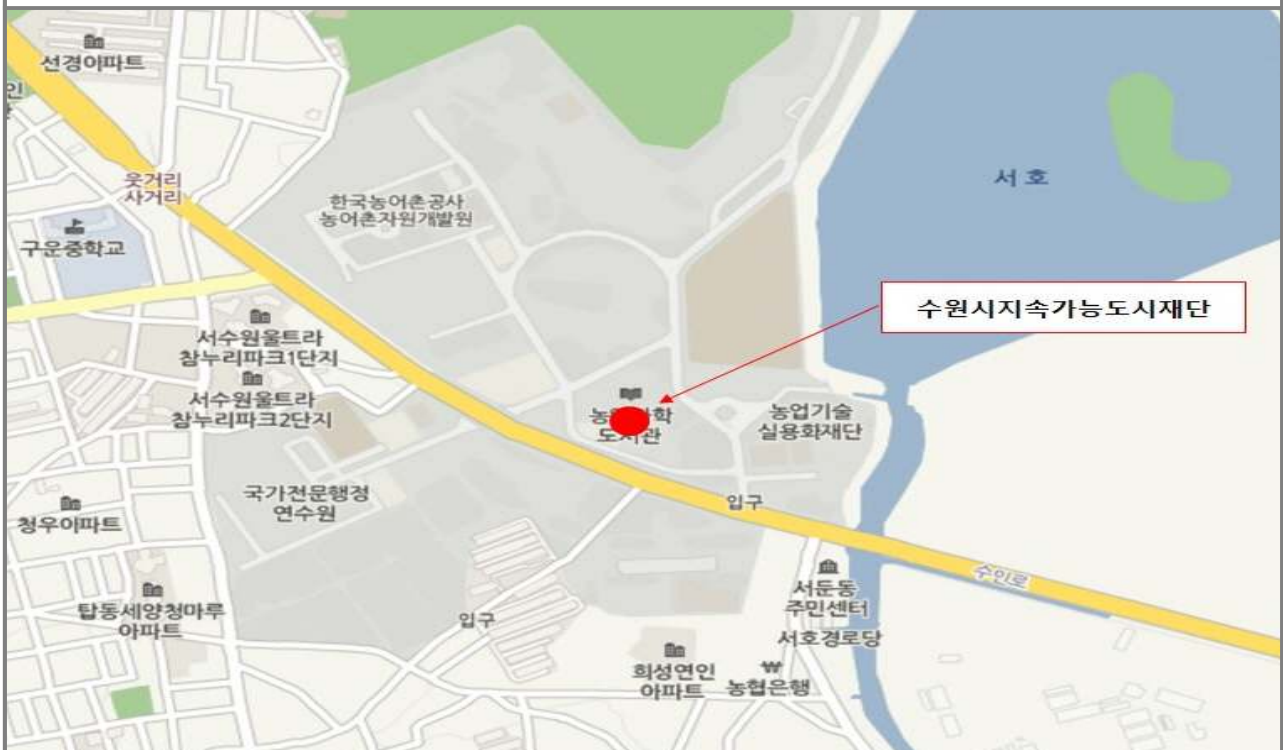 선경아파트
인
웃거리
사거리
서호
한국농어촌공사
농어촌자원개발원
구운중학교
수원시지속가능도시재단
서수원울트라
참누리파크1단지
서수원울트라
참누리파크2단지
농업기술
실용화재단
도서관
국가전문행정
연수원
입구
청우아파트
수인로
서둔동
주민센터
탑동세양청마루
아파트
입구
서호경로당
희성연인
아파트
농협은행